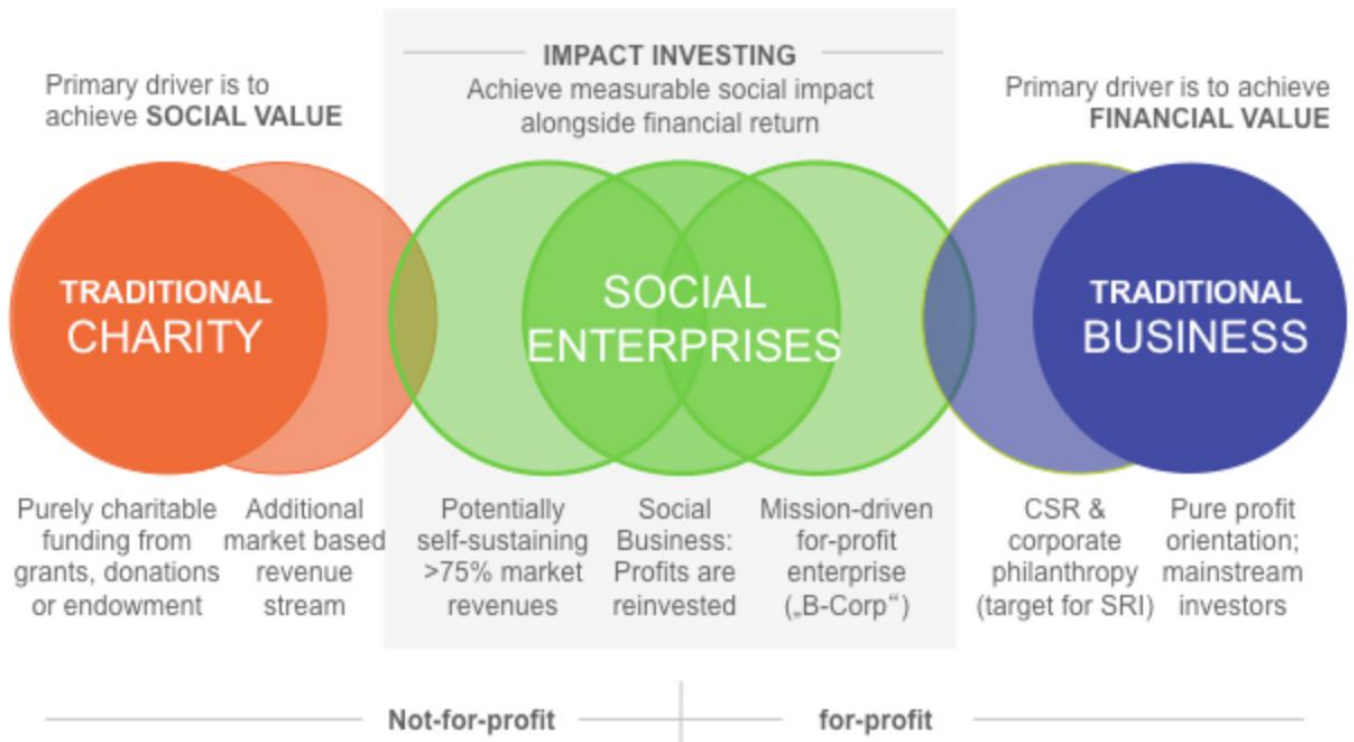 IMPACT INVESTING
Achieve measurable social impact
alongside financial return
Primary driver is to
achieve SOCIAL VALUE
Primary driver is to achieve
FINANCIAL VALUE
TRADITIONAL
CHARITY
SOCIAL
ENTERPRISES
TRADITIONAL
BUSINESS
Purely charitable
funding from
grants, donations
or endowment
Additional
market based
revenue
stream
Potentially
self-sustaining
>75% market
revenues
Social
Business:
Profits are
reinvested
Mission-driven
for-profit
enterprise
(„B-Corp“)
CSR &
corporate
philanthropy
(target for SRI)
Pure profit
orientation;
mainstream
investors
Not-for-profit
for-profit